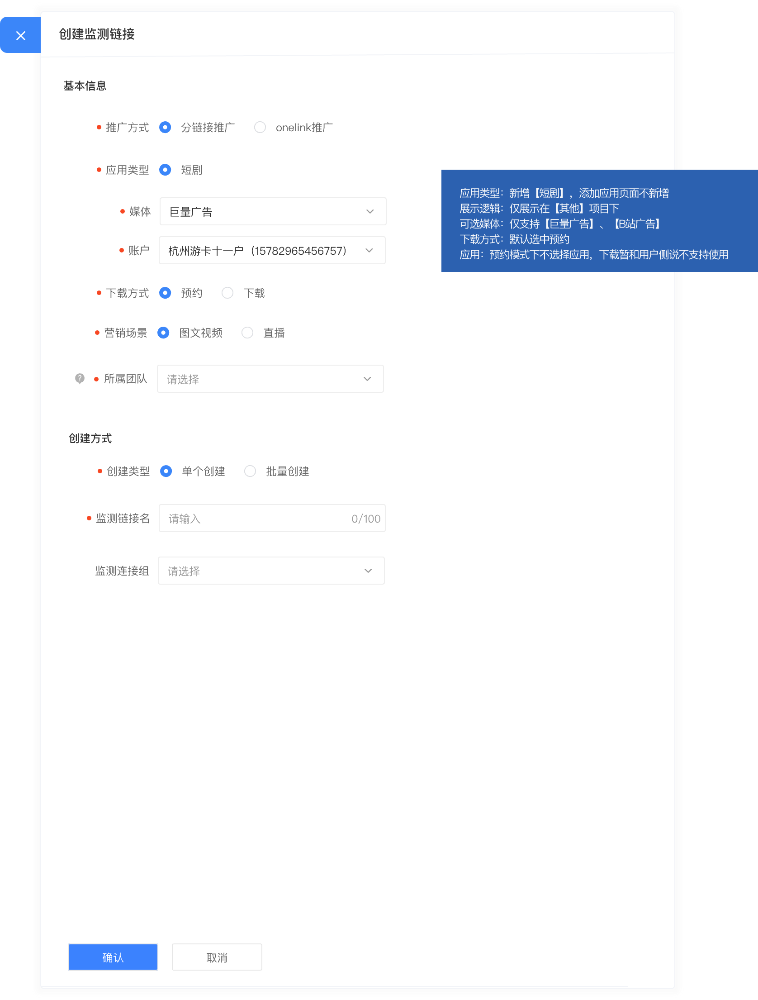 创建监测链接
基本信息
推广方式 分链接推广 onelink推广
应用类型 短剧
媒体 巨量广告
账户 杭州游卡十一户（15782965456757）
下载方式 预约 下载
营销场景 图文视频 直播
? 所属团队 请选择
应用类型：新增【短剧】，添加应用页面不新增
展示逻辑：仅展示在【其他】项目下
可选媒体：仅支持【巨量广告】、【B站广告】
下载方式：默认选中预约
应用：预约模式下不选择应用，下载暂和用户侧说不支持使用
创建方式
创建类型 单个创建 批量创建
监测链接名 请输入 0/100
监测连接组 请选择
确认 取消